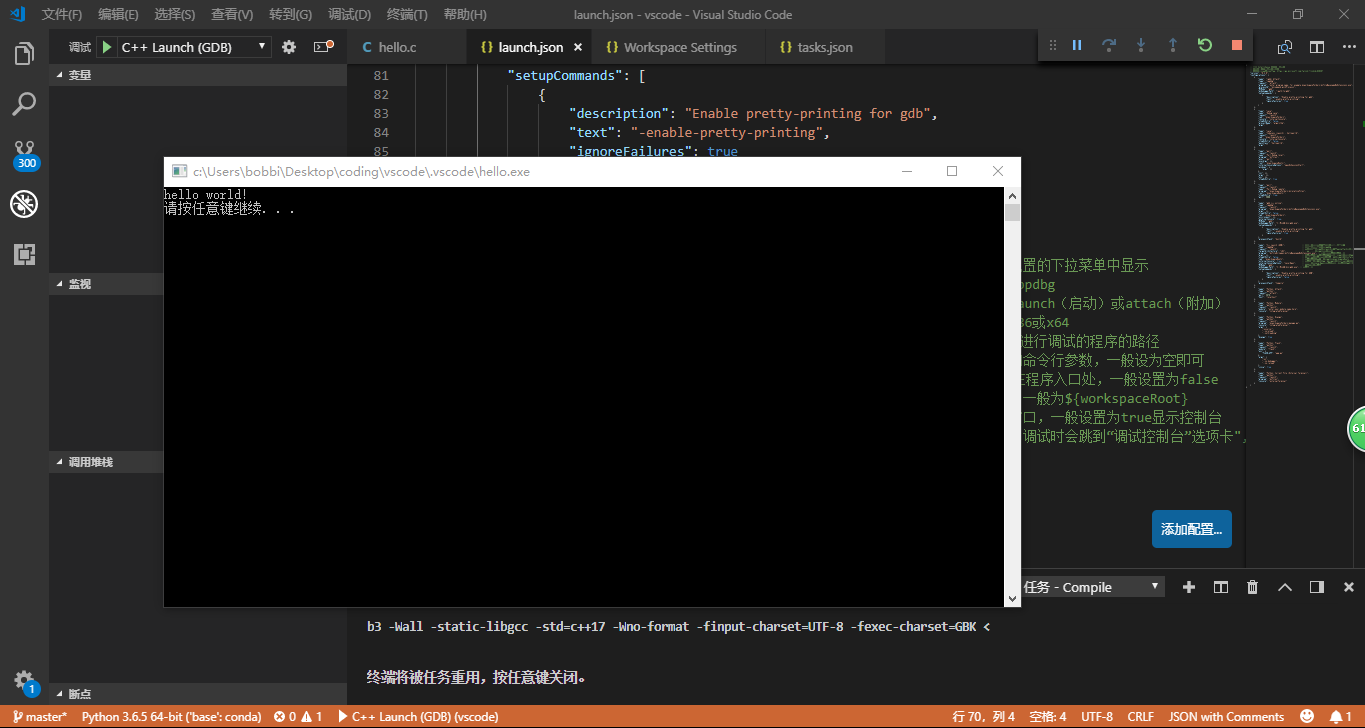 文件(F) 编辑(E) 选择(S) 查看(V) 转到(G) 调试(D) 终端(T) 帮助(H) launch.json - vscode - Visual Studio Code
调试 C++ Launch (GDB)
hello.c launch.json Workspace Settings tasks.json
变量
81 "setupCommands": [
82 {
83 "description": "Enable pretty-printing for gdb",
84 "text": "-enable-pretty-printing",
85 "ignoreFailures": true
300
c:\Users\bobbi\Desktop\coding\vscode\.vscode\hello.exe
hello world!
请按任意键继续. . .
置的下拉菜单中显示
ppdbg
aunch（启动）或attach（附加）
86或x64
进行调试的程序的路径
命令行参数，一般设为空即可
在程序入口处，一般设置为false
一般为${workspaceRoot}
口，一般设置为true显示控制台
调试时会跳到“调试控制台”选项卡"
监视
调用堆栈
断点
61
添加配置...
任务 - Compile
b3 -Wall -static-libgcc -std=c++17 -Wno-format -finput-charset=UTF-8 -fexec-charset=GBK <
终端将被任务重用，按任意键关闭。
1
master* Python 3.6.5 64-bit ('base': conda) 0 1 C++ Launch (GDB) (vscode) 行 70，列 4 空格: 4 UTF-8 CRLF JSON with Comments 1